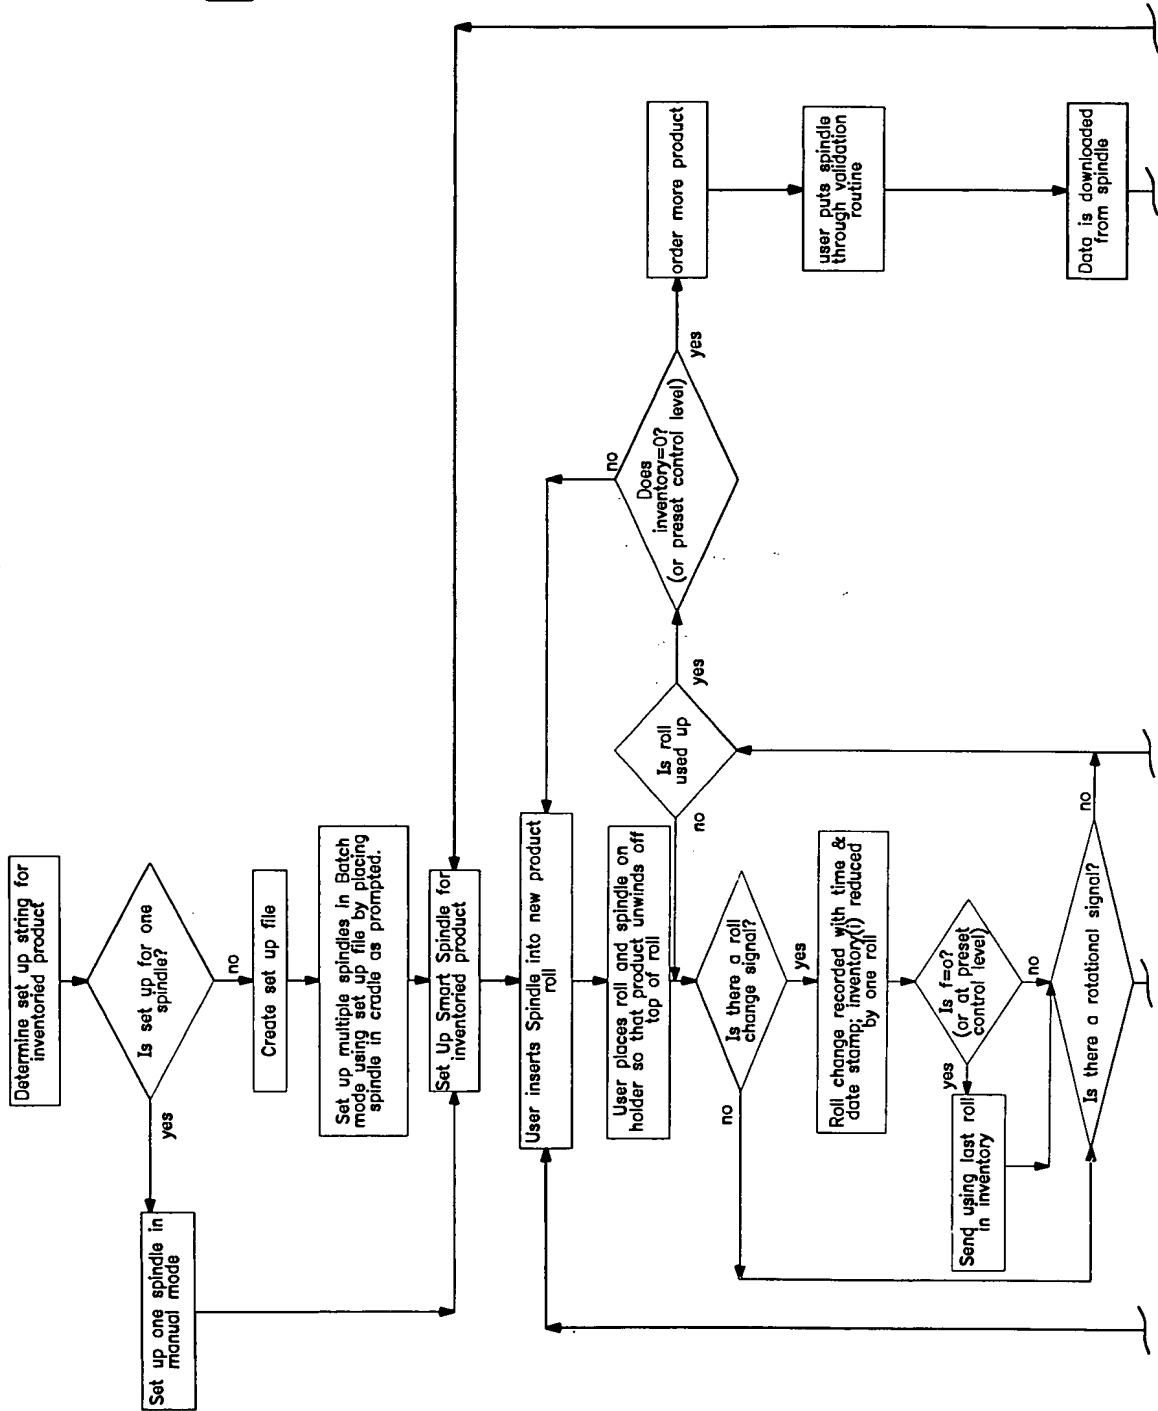 Determine set up string for
inventoried product
Is set up for one
spindle?
yes
no
Set up one spindle in
manual mode
Create set up file
Set up multiple spindles in Batch
mode using set up file by placing
spindle in cradle as prompted.
Set Up Smart Spindle for
inventoried product
User inserts Spindle into new product
roll
User places roll and spindle on
holder so that product unwinds off
top of roll
Is roll
used up
no
yes
Does
inventory=0?
(or preset control level)
no
yes
order more product
user puts spindle
through validation
routine
Data is downloaded
from spindle
Is there a roll
change signal?
no
yes
Roll change recorded with time &
date stamp; inventory(i) reduced
by one roll
Is f=o?
(or at preset
control level)
yes
no
Send using last roll
in inventory
Is there a rotational signal?
no